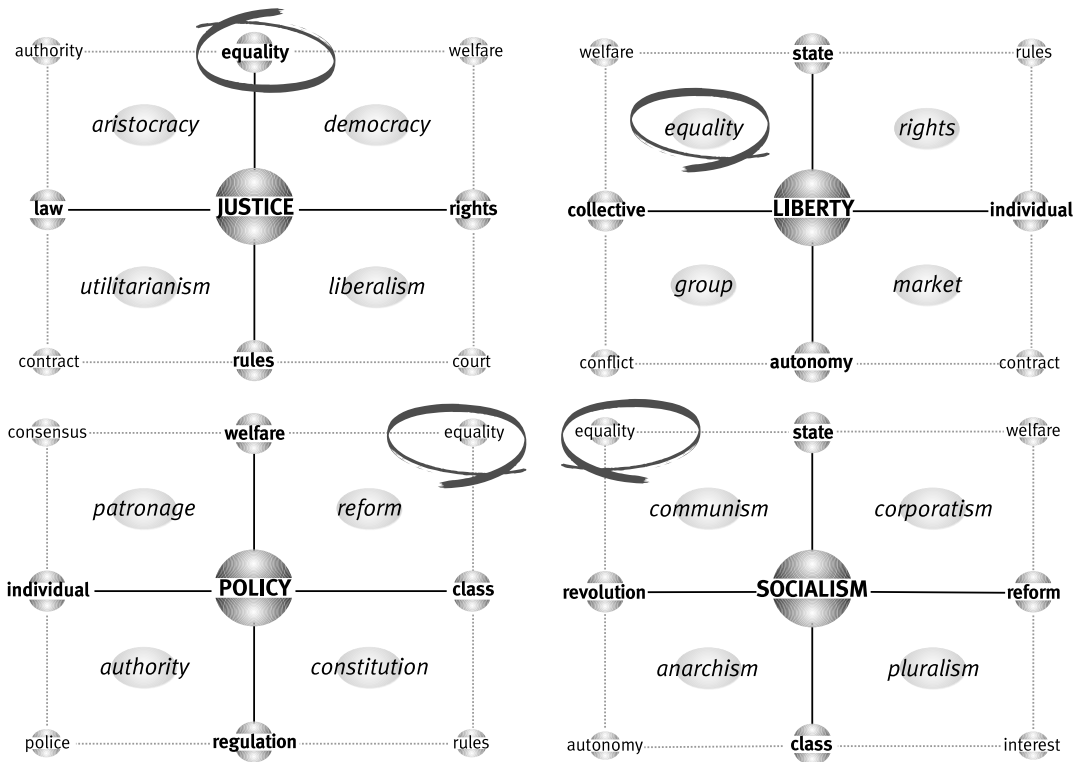 authority equality welfare
aristocracy democracy
law JUSTICE rights
utilitarianism liberalism
contract rules court
welfare state rules
equality rights
collective LIBERTY individual
group market
conflict autonomy contract
consensus welfare equality
patronage reform
individual POLICY class
authority constitution
police regulation rules
equality state welfare
communism corporatism
revolution SOCIALISM reform
anarchism pluralism
autonomy class interest